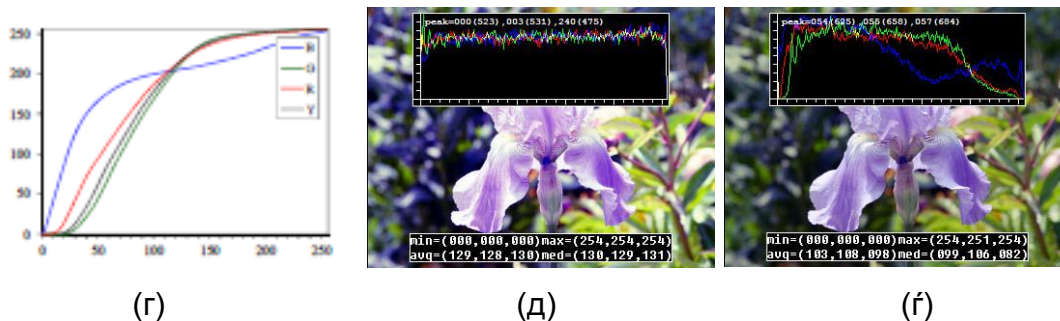 250
200
150
100
50
0
0 50 100 150 200 250
B
G
R
Y
peak=000(523),003(531),240(475)
min=(000,000,000)max=(254,254,254)
avg=(129,128,130)med=(130,129,131)
peak=054(625),055(658),057(684)
min=(000,000,000)max=(254,251,254)
avg=(103,108,098)med=(099,106,082)
(г) (д) (ѓ)